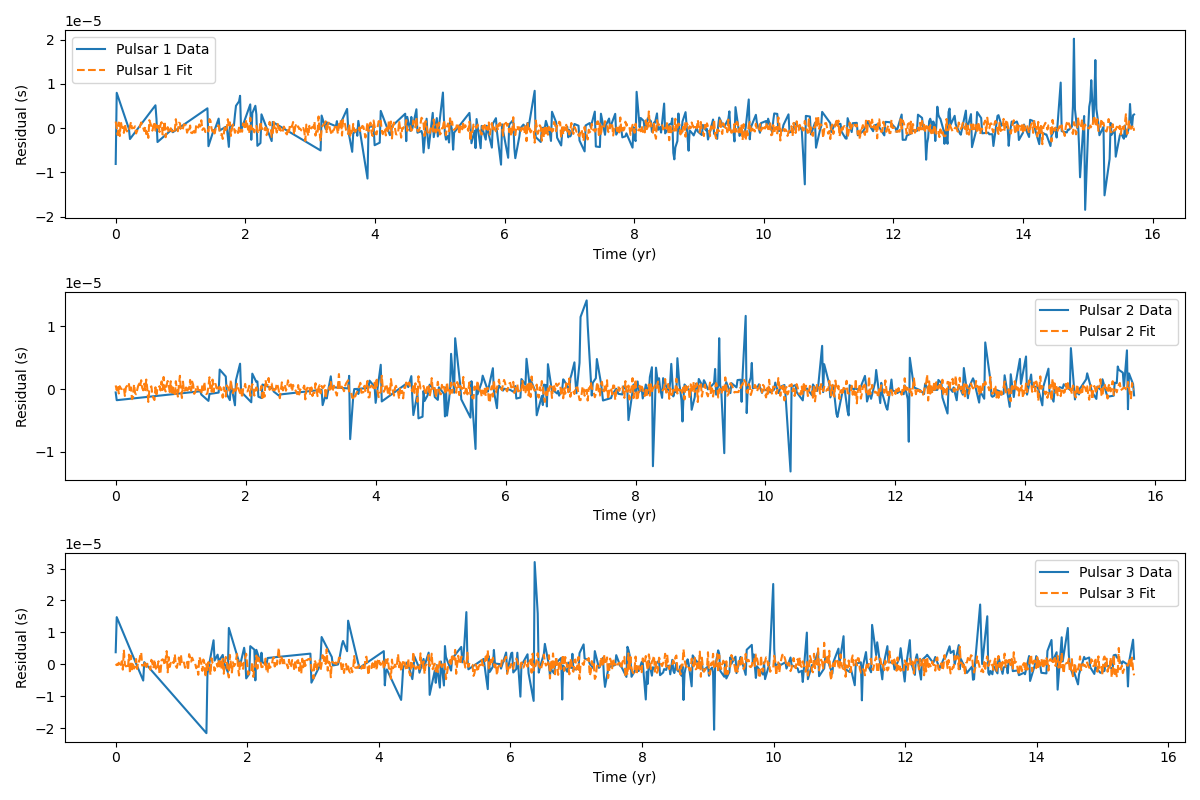 1e−5
Pulsar 1 Data
Pulsar 1 Fit
Residual (s)
2
1
0
−1
−2
0 2 4 6 8 10 12 14 16
Time (yr)
1e−5
Pulsar 2 Data
Pulsar 2 Fit
Residual (s)
1
0
−1
0 2 4 6 8 10 12 14 16
Time (yr)
1e−5
Pulsar 3 Data
Pulsar 3 Fit
Residual (s)
3
2
1
0
−1
−2
0 2 4 6 8 10 12 14 16
Time (yr)